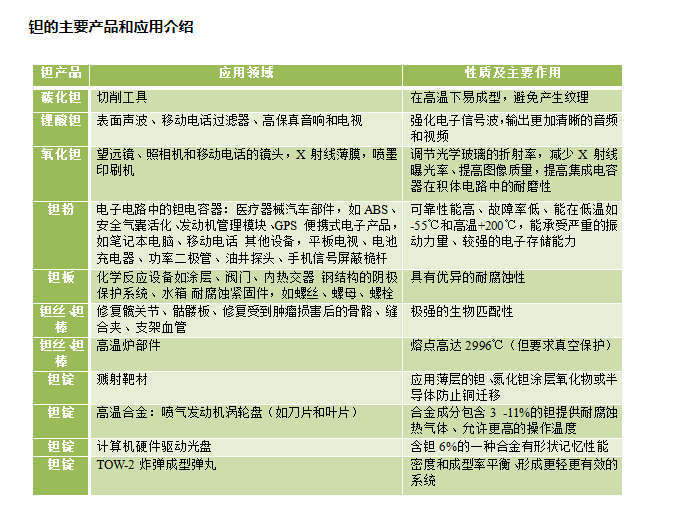 钽的主要产品和应用介绍
钽产品 应用领域 性质及主要作用
碳化钽 切削工具 在高温下易成型，避免产生纹理
锂酸钽 表面声波、移动电话过滤器、高保真音响和电视 强化电子信号波，输出更加清晰的音频
和视频
氧化钽 望远镜、照相机和移动电话的镜头，X 射线薄膜，喷墨 调节光学玻璃的折射率，减少 X 射线
印刷机 曝光率、提高图像质量，提高集成电容
器在积体电路中的耐磨性
钽粉 电子电路中的钽电容器：医疗器械汽车部件，如 ABS、 可靠性能高、故障率低、能在低温如
安全气囊活化、发动机管理模块、GPS 便携式电子产品， -55℃和高温+200℃，能承受严重的振
如笔记本电脑、移动电话 其他设备，平板电视、电池 动力量、较强的电子存储能力
充电器、功率二极管、油井探头、手机信号屏蔽桅杆
钽板 化学反应设备如涂层、阀门、内热交器 钢结构的阴极 具有优异的耐腐蚀性
保护系统、水箱 耐腐蚀紧固件，如螺丝、螺母、螺栓
钽丝、钽 修复髋关节、骷髅板、修复受到肿瘤损害后的骨骼、缝 极强的生物匹配性
棒 合夹、支架血管
钽丝、钽 高温炉部件 熔点高达 2996℃（但要求真空保护）
棒
钽锭 溅射靶材 应用薄层的钽、氮化钽涂层氧化物或半
导体防止铜迁移
钽锭 高温合金：喷气发动机涡轮盘（如刀片和叶片） 合金成分包含 3 -11%的钽提供耐腐蚀
热气体、允许更高的操作温度
钽锭 计算机硬件驱动光盘 含钽 6%的一种合金有形状记忆性能
钽锭 TOW-2 炸弹成型弹丸 密度和成型率平衡、形成更轻更有效的
系统